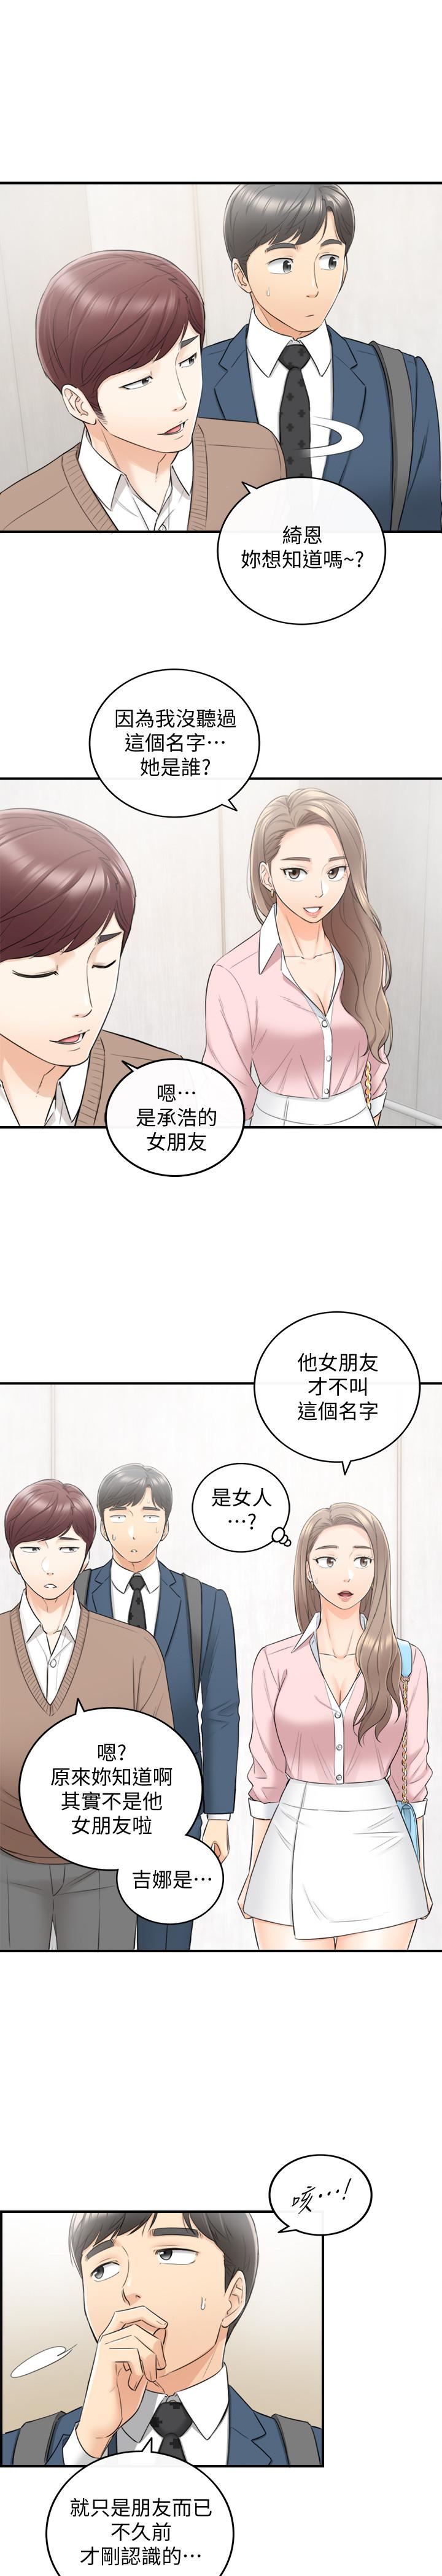 綺恩
妳想知道嗎~?
因為我沒聽過
這個名字…
她是誰?
嗯…
是承浩的
女朋友
他女朋友
才不叫
這個名字
是女人
…?
嗯?
原來妳知道啊
其實不是他
女朋友啦
吉娜是…
咳…!
就只是朋友而已
不久前
才剛認識的…